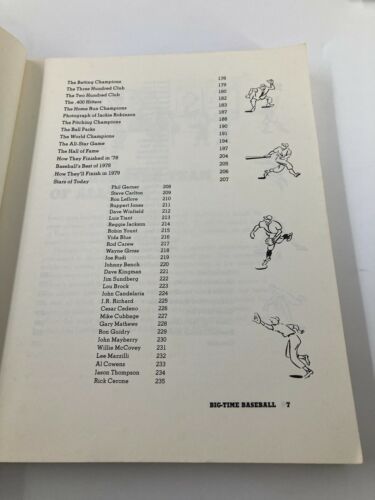 The Batting Champions 176
The Three Hundred Club 179
The Two Hundred Club 180
The .400 Hitters 182
The Home Run Champions 183
Photograph of Jackie Robinson 187
The Pitching Champions 188
The Ball Parks 190
The World Champions 191
The All-Star Game 194
The Hall of Fame 197
How They Finished in '78 204
Baseball's Best of 1978 205
How They'll Finish in 1979 206
Stars of Today 207
Phil Garner 208
Steve Carlton 209
Ron Leflore 210
Ruppert Jones 211
Dave Winfield 212
Luis Tiant 213
Reggie Jackson 214
Robin Yount 215
Vida Blue 216
Rod Carew 217
Wayne Gross 218
Joe Rudi 219
Johnny Bench 220
Dave Kingman 221
Jim Sundberg 222
Lou Brock 223
John Candelaria 224
J.R. Richard 225
Cesar Cedeno 226
Mike Cubbage 227
Gary Mathews 228
Ron Guidry 229
John Mayberry 230
Willie McCovey 231
Lee Mazzilli 232
Al Cowens 233
Jason Thompson 234
Rick Cerone 235
BIG-TIME BASEBALL 7